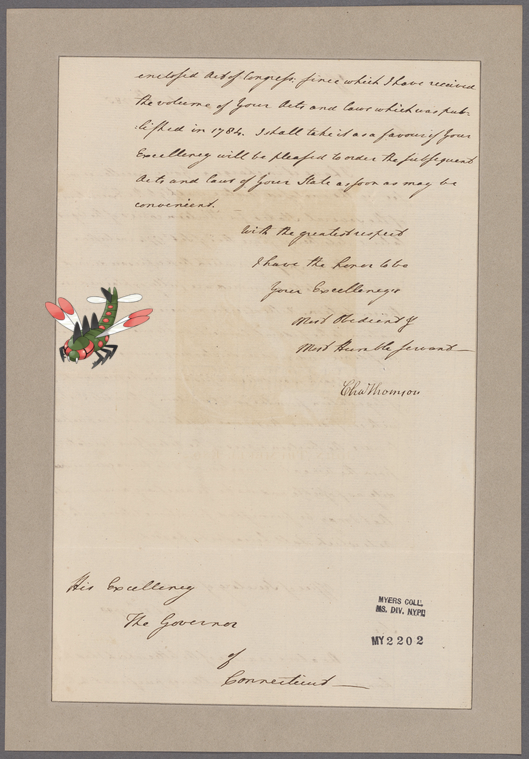 enclosed Act of Congress. since which I have received
the volume of Your Acts and Laws which was pub-
lished in 1784. I shall take it as a favour if Your
Excellency will be pleased to order the subsequent
Acts and Laws of Your State as soon as may be
convenient.
With the greatest respect
I have the honor to be
Your Excellency's
Most Obedient &
Most Humble Servant
Cha Thomson
His Excellency
The Governor
of
Connecticut
MYERS COLL.
MS. DIV. NYPL
MY 2202